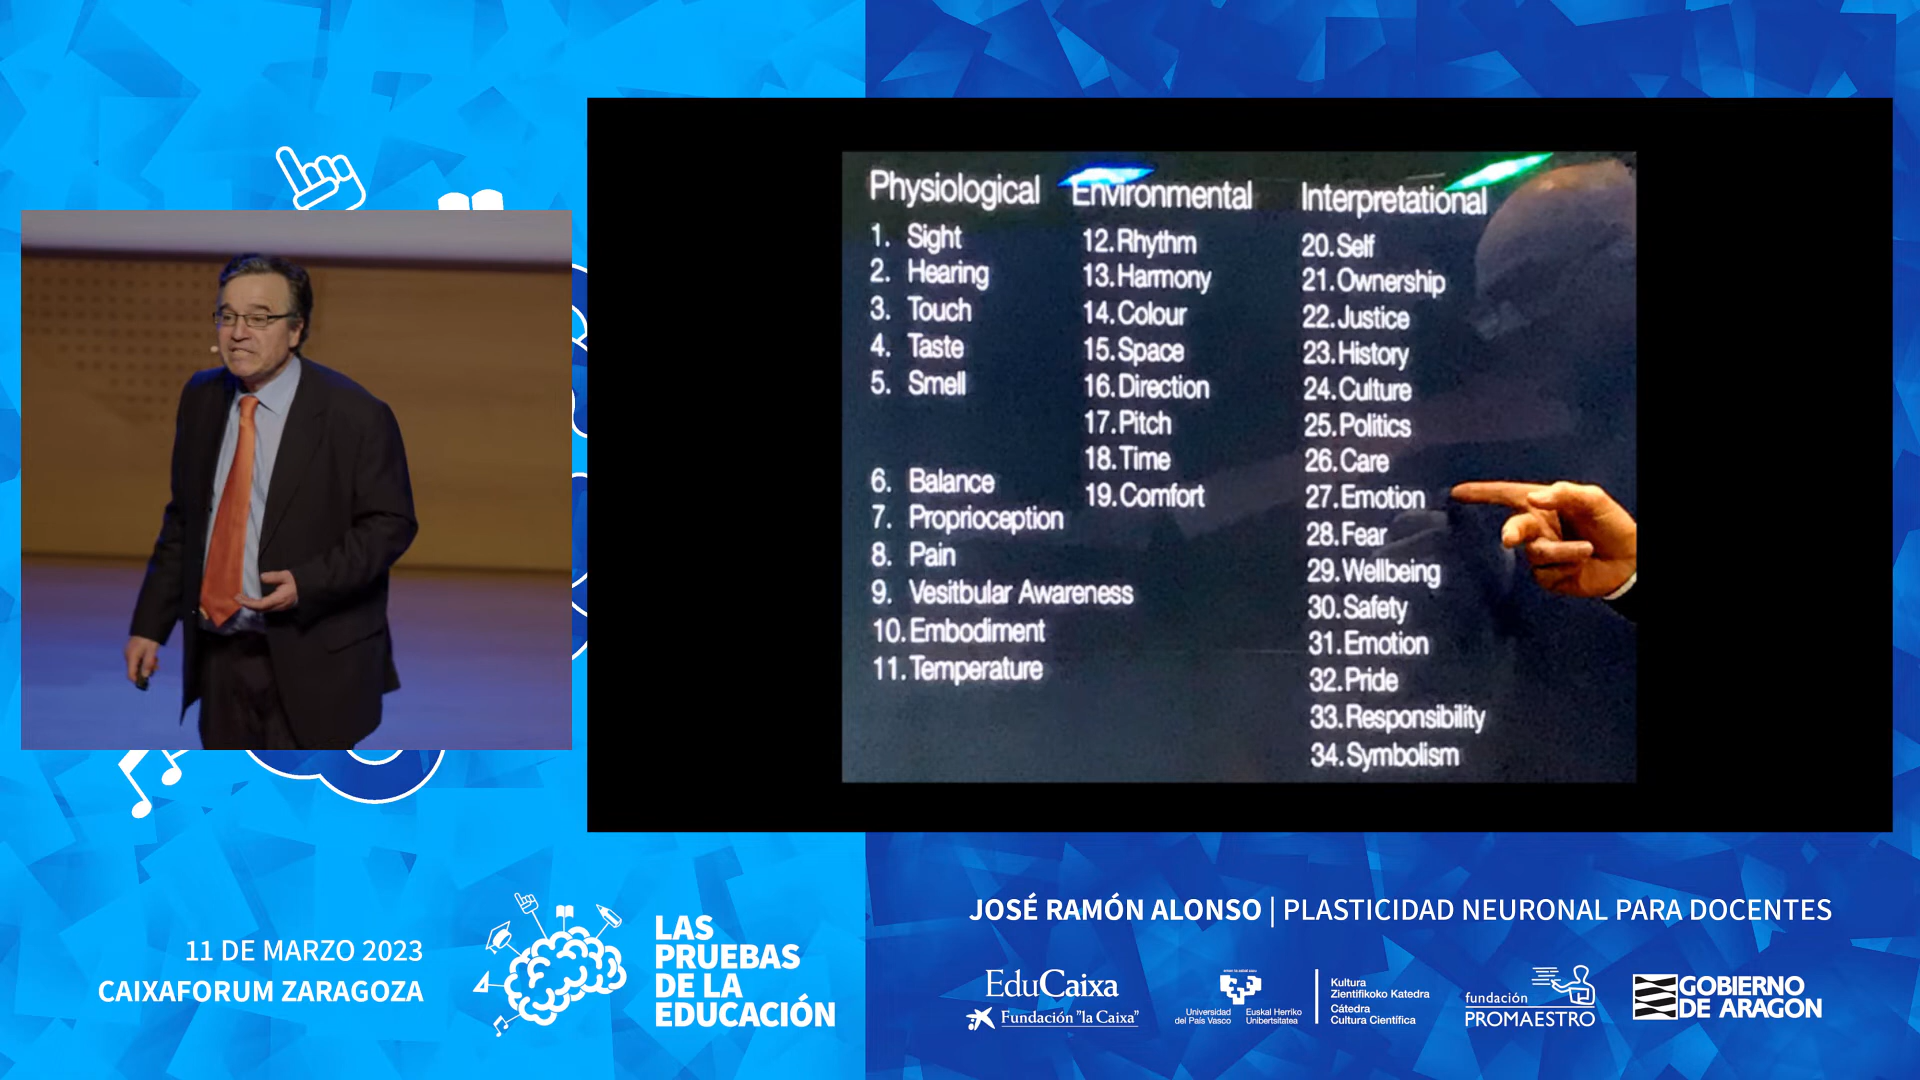 Physiological
1. Sight
2. Hearing
3. Touch
4. Taste
5. Smell
6. Balance
7. Proprioception
8. Pain
9. Vesitbular Awareness
10. Embodiment
11. Temperature
Environmental
12. Rhythm
13. Harmony
14. Colour
15. Space
16. Direction
17. Pitch
18. Time
19. Comfort
Interpretational
20. Self
21. Ownership
22. Justice
23. History
24. Culture
25. Politics
26. Care
27. Emotion
28. Fear
29. Wellbeing
30. Safety
31. Emotion
32. Pride
33. Responsibility
34. Symbolism
11 DE MARZO 2023
CAIXAFORUM ZARAGOZA
LAS
PRUEBAS
DE LA
EDUCACIÓN
JOSÉ RAMÓN ALONSO | PLASTICIDAD NEURONAL PARA DOCENTES
EduCaixa
Fundación "la Caixa"
Universidad
del País Vasco
Euskal Herriko
Unibertsitatea
Kultura
Zientifikoko Katedra
Cátedra
Cultura Científica
fundación
PROMAESTRO
GOBIERNO
DE ARAGON